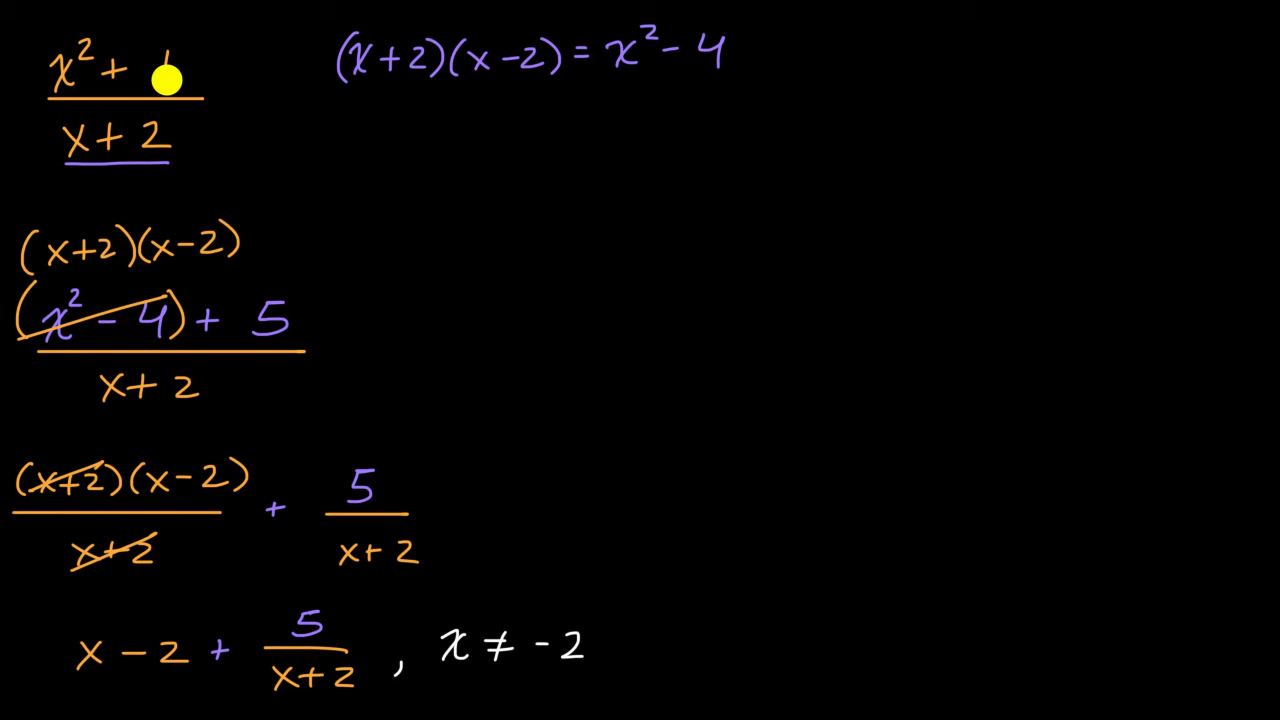 x² +
x + 2
(x+2)(x-2) = x² - 4
(x+2)(x-2)
(x² - 4) + 5
x + 2
(x+2)(x-2) + 5
x+2 x+2
x - 2 + 5 , x ≠ -2
x+2